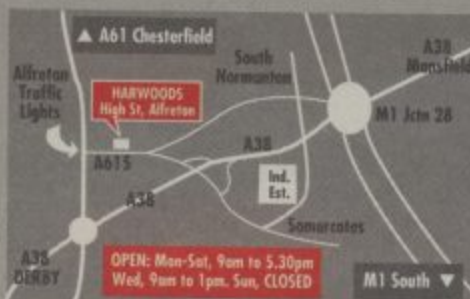 ▲ A61 Chesterfield
Alfreton
Traffic
Lights
HARWOODS
High St, Alfreton
South
Normanton
A38
Mansfield
M1 Jctn 28
A615
A38
A38
Ind.
Est.
Somercotes
A38
DERBY
OPEN: Mon-Sat, 9am to 5.30pm
Wed, 9am to 1pm. Sun, CLOSED
M1 South ▼